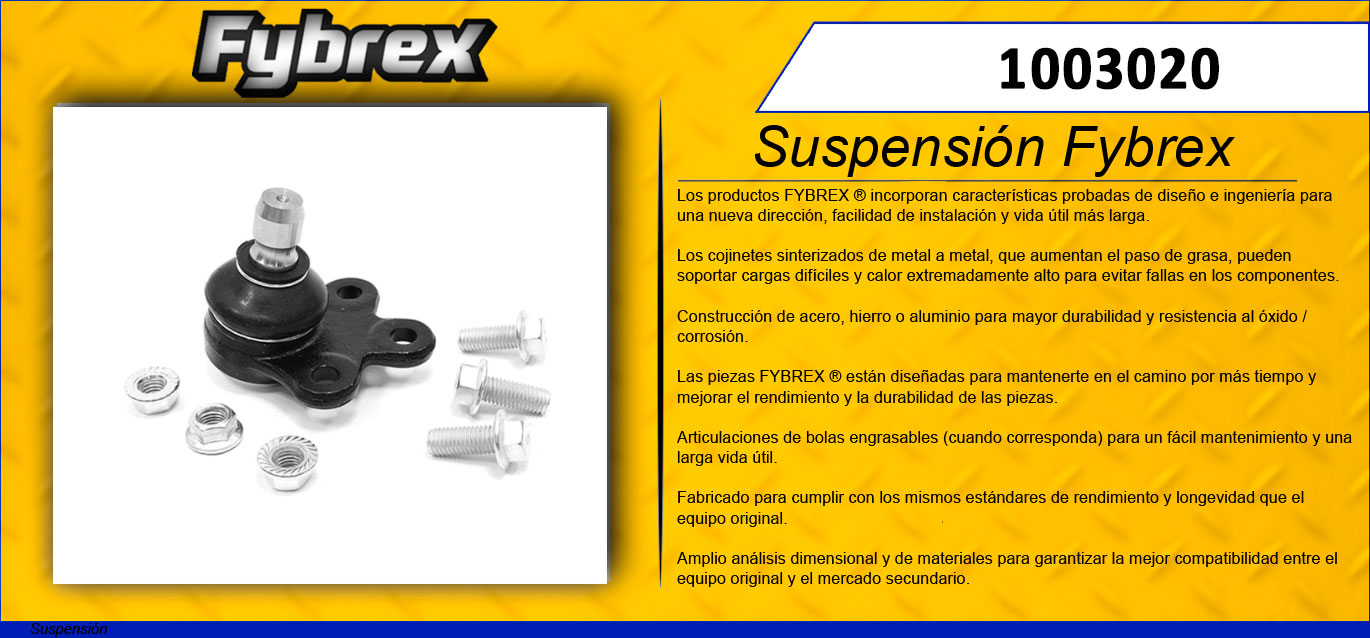 Fybrex
1003020
Suspensión Fybrex
Los productos FYBREX ® incorporan características probadas de diseño e ingeniería para
una nueva dirección, facilidad de instalación y vida útil más larga.
Los cojinetes sinterizados de metal a metal, que aumentan el paso de grasa, pueden
soportar cargas difíciles y calor extremadamente alto para evitar fallas en los componentes.
Construcción de acero, hierro o aluminio para mayor durabilidad y resistencia al óxido /
corrosión.
Las piezas FYBREX ® están diseñadas para mantenerte en el camino por más tiempo y
mejorar el rendimiento y la durabilidad de las piezas.
Articulaciones de bolas engrasables (cuando corresponda) para un fácil mantenimiento y una
larga vida útil.
Fabricado para cumplir con los mismos estándares de rendimiento y longevidad que el
equipo original.
Amplio análisis dimensional y de materiales para garantizar la mejor compatibilidad entre el
equipo original y el mercado secundario.
Suspensión